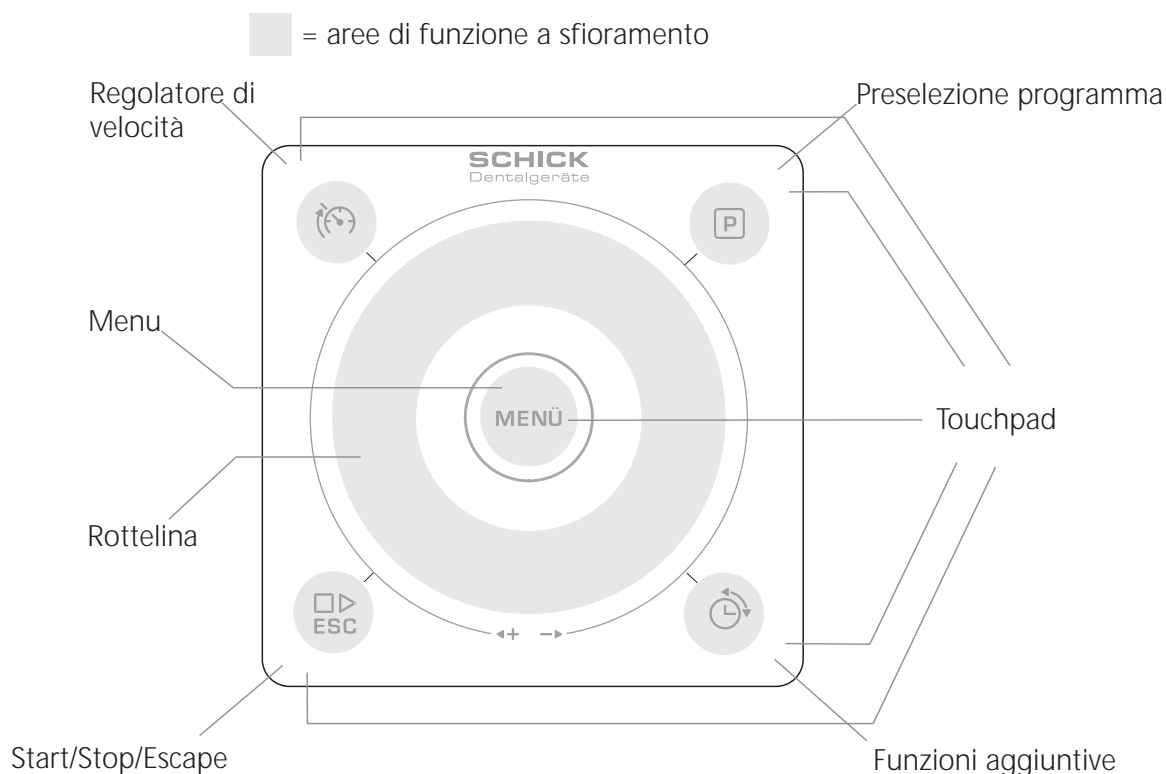 = aree di funzione a sfioramento
Regolatore di
velocità
Preselezione programma
SCHICK
Dentalgeräte
P
Menu
MENÜ
Touchpad
Rottelina
ESC
+ –
Start/Stop/Escape
Funzioni aggiuntive